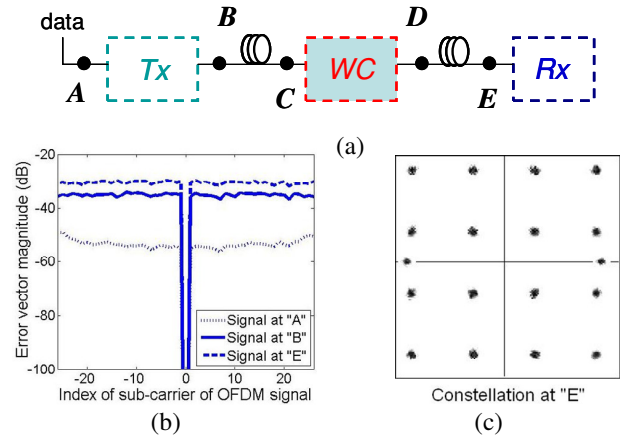 data
A
Tx
B
C
WC
D
E
Rx
(a)
Error vector magnitude (dB)
-20
-40
-60
-80
-100
Signal at "A"
Signal at "B"
Signal at "E"
-20
-10
0
10
20
Index of sub-carrier of OFDM signal
(b)
Constellation at "E"
(c)